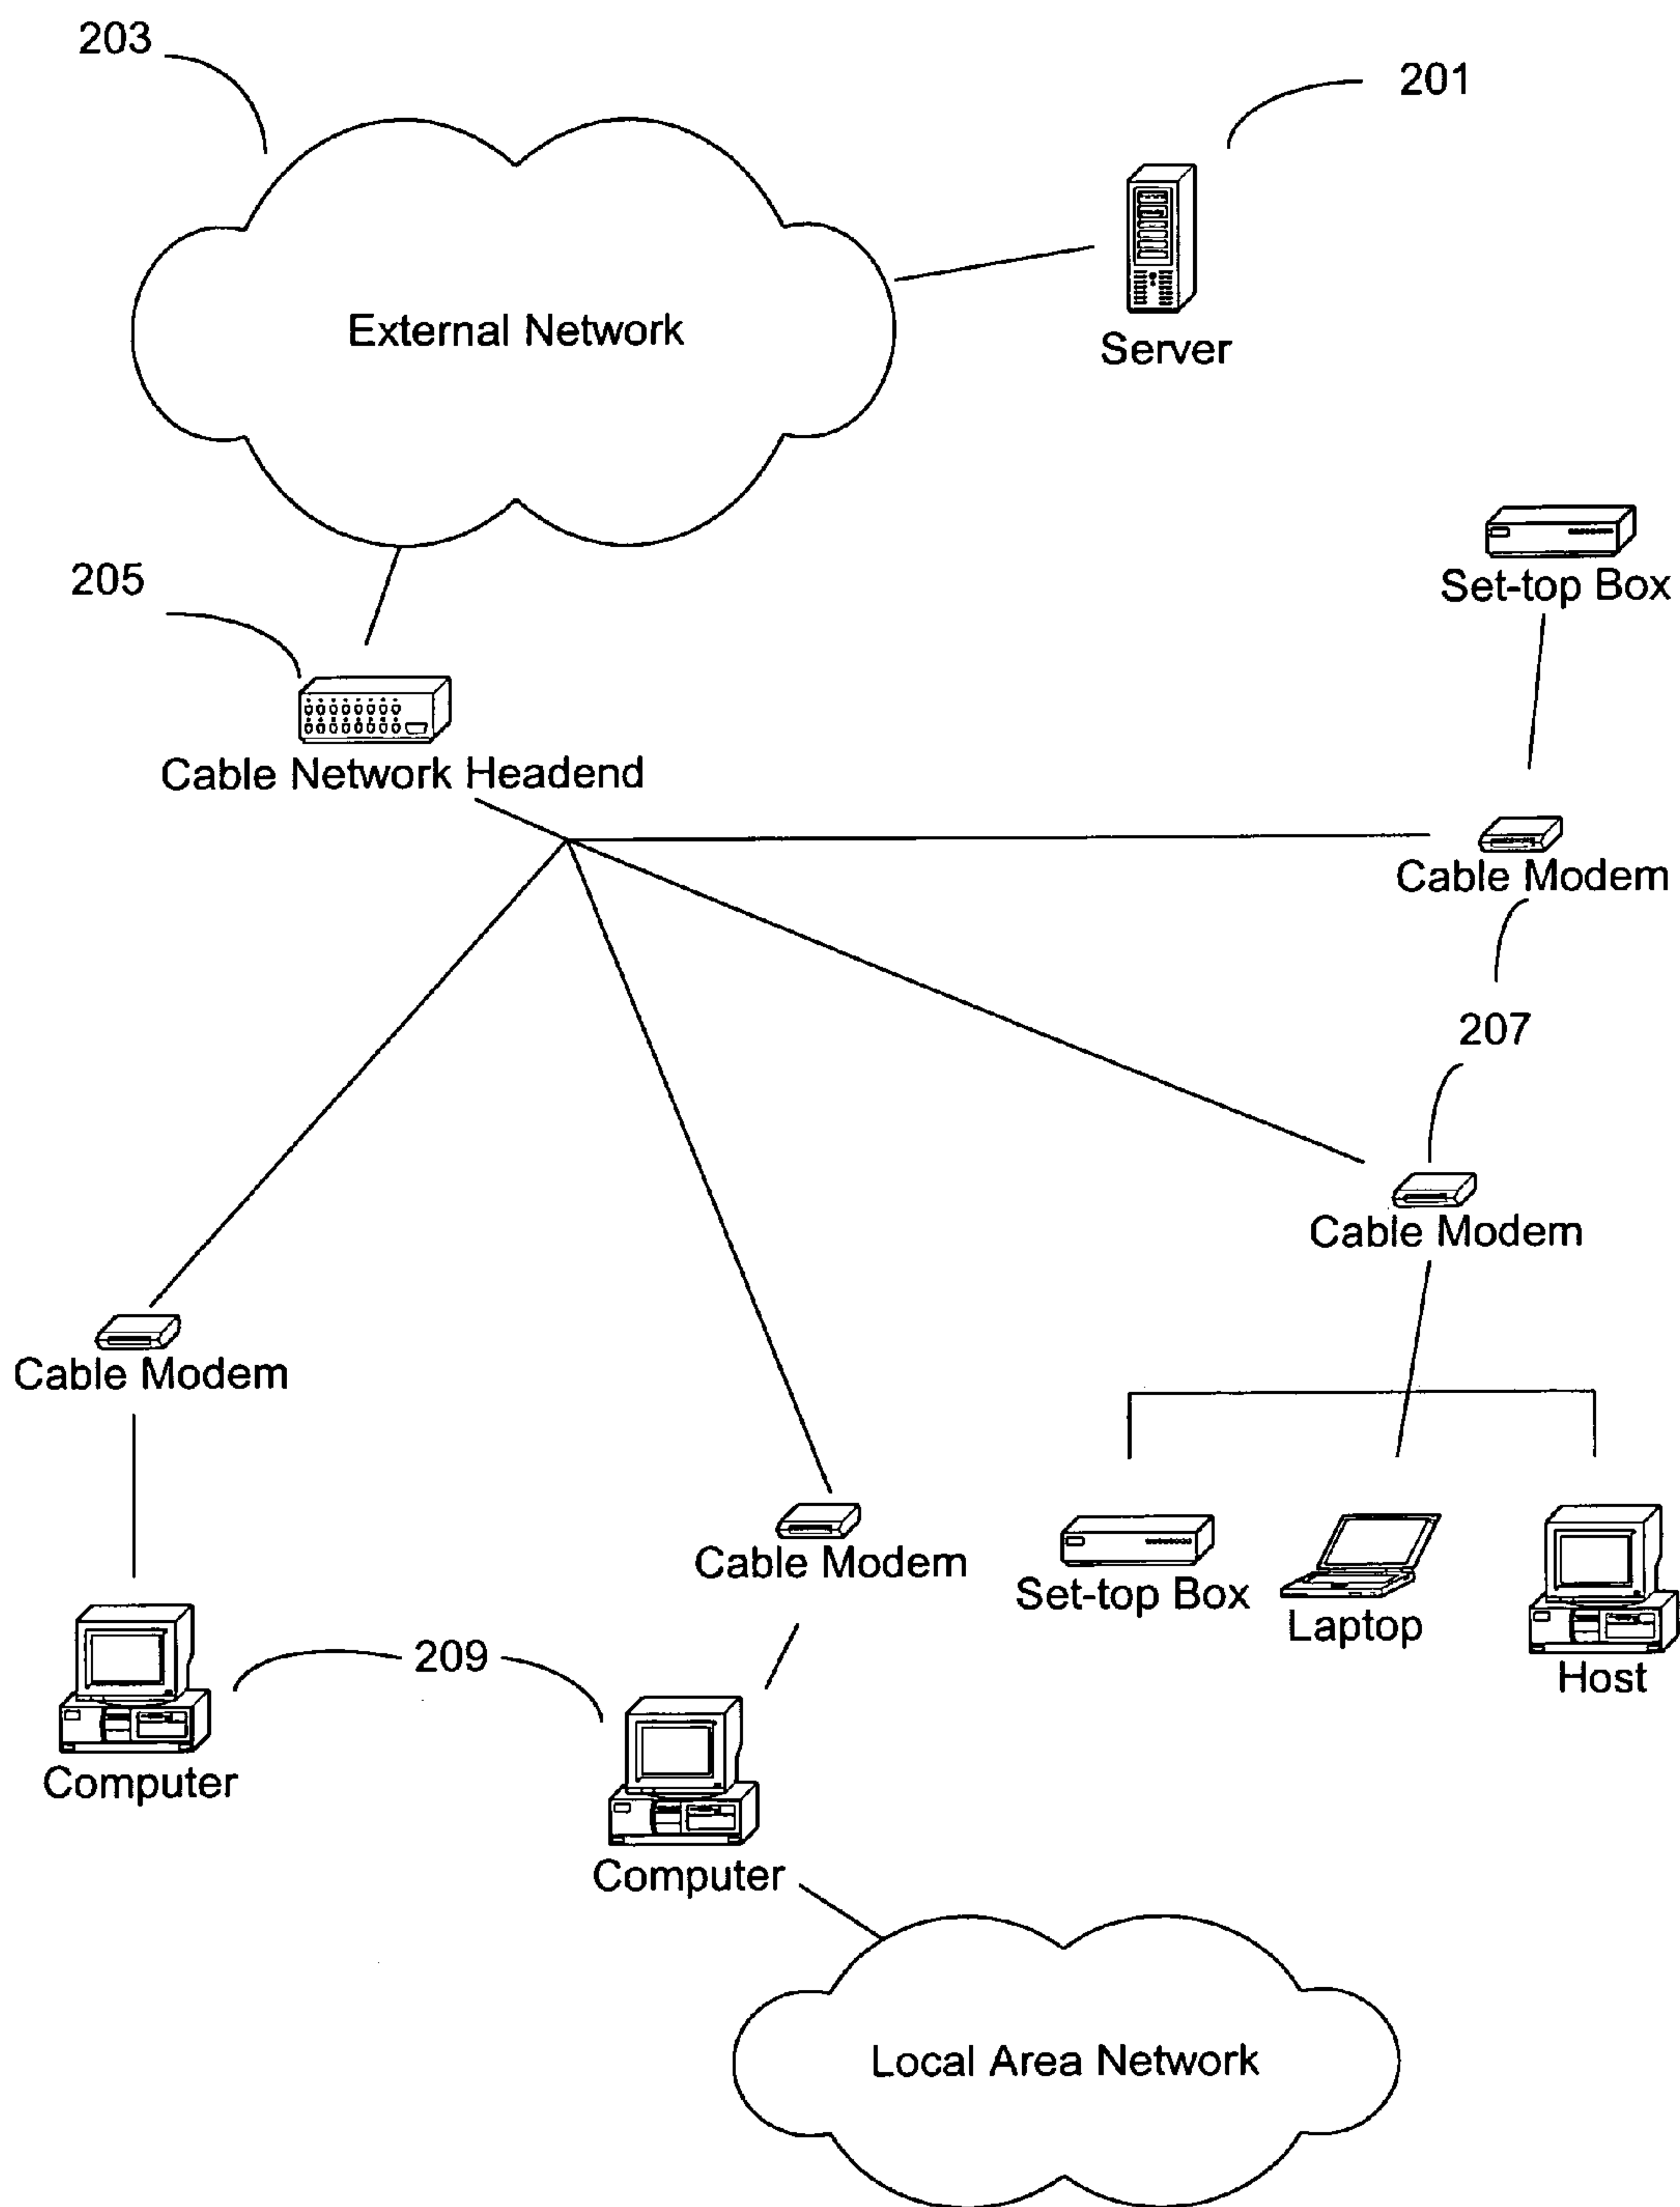 203
201
External Network
Server
205
Set-top Box
Cable Network Headend
Cable Modem
207
Cable Modem
Cable Modem
Cable Modem
Set-top Box
Laptop
Host
209
Computer
Computer
Local Area Network